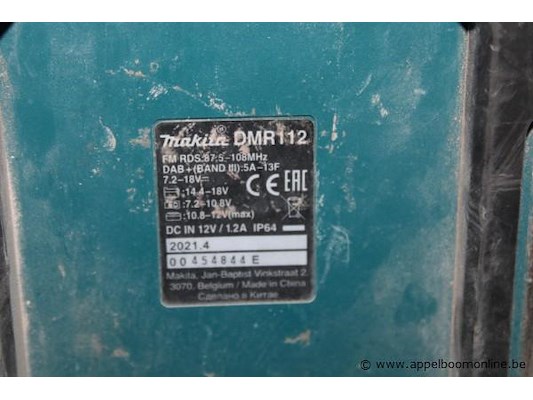 Makita DMR112
FM RDS:87.5-108MHz
DAB+(BAND III):5A-13F
7.2-18V⎓
:14.4-18V
:7.2-10.8V
:10.8-12V(max)
CE EAC
DC IN 12V / 1.2A IP64
2021.4
00454844 E
Makita, Jan-Baptist Vinkstraat 2
3070, Belgium / Made in China
Сделано в Китае
© www.appelboomonline.be